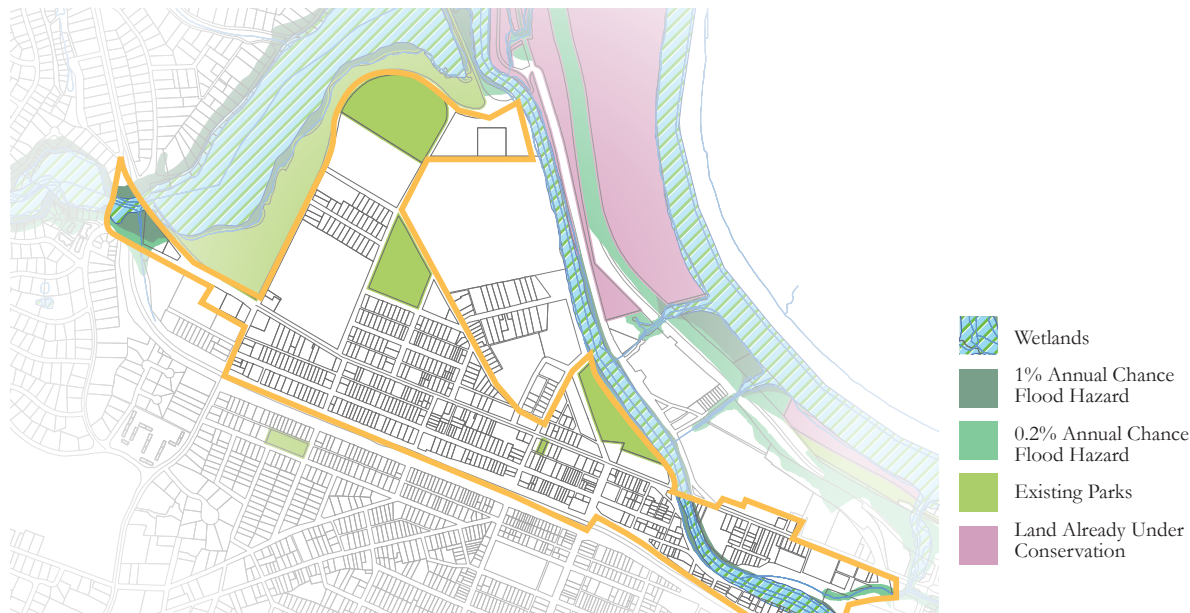 Wetlands
1% Annual Chance
Flood Hazard
0.2% Annual Chance
Flood Hazard
Existing Parks
Land Already Under
Conservation